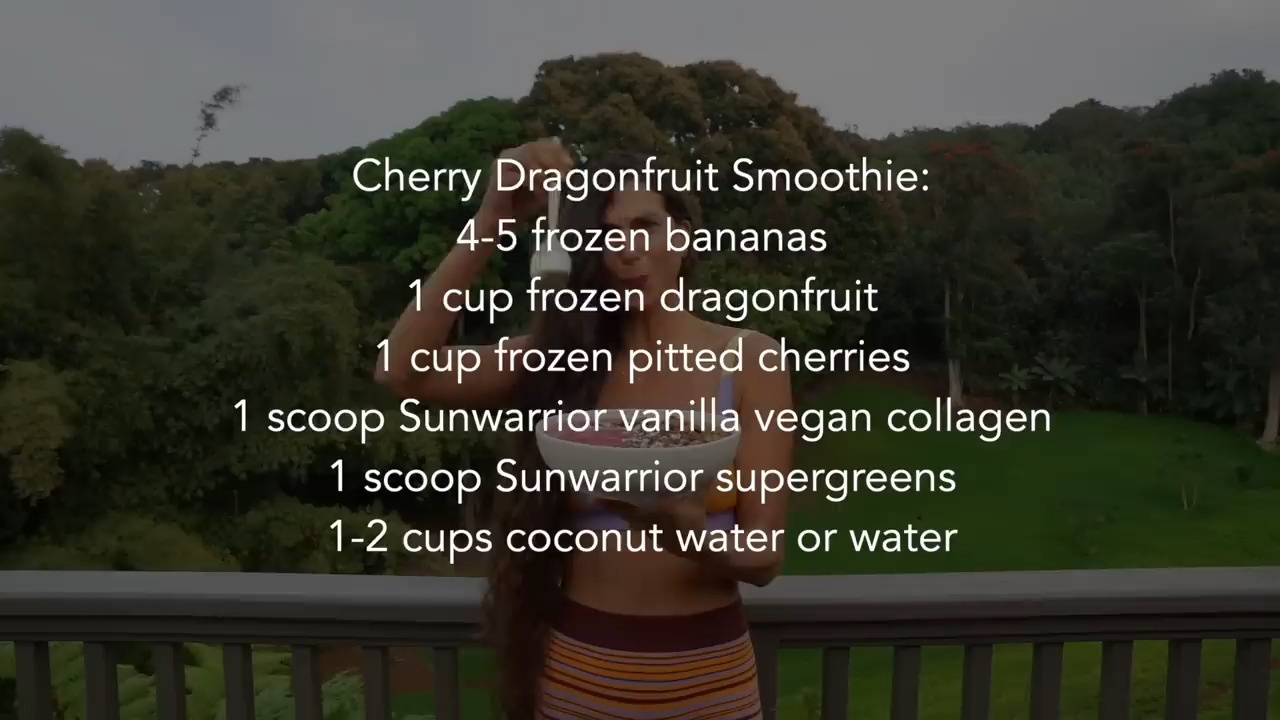 Cherry Dragonfruit Smoothie:
4-5 frozen bananas
1 cup frozen dragonfruit
1 cup frozen pitted cherries
1 scoop Sunwarrior vanilla vegan collagen
1 scoop Sunwarrior supergreens
1-2 cups coconut water or water